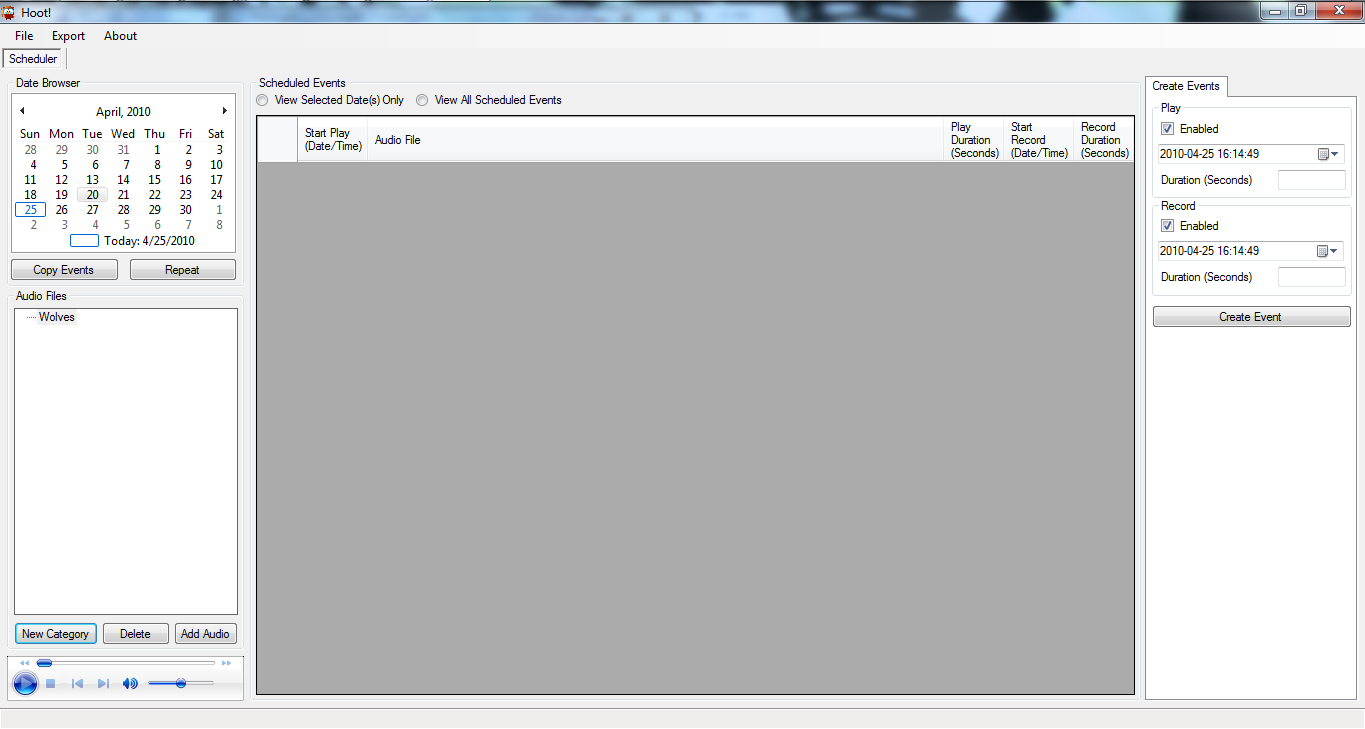 Hoot!
File Export About
Scheduler
Date Browser
April, 2010
Sun Mon Tue Wed Thu Fri Sat
28 29 30 31 1 2 3
4 5 6 7 8 9 10
11 12 13 14 15 16 17
18 19 20 21 22 23 24
25 26 27 28 29 30 1
2 3 4 5 6 7 8
Today: 4/25/2010
Copy Events Repeat
Audio Files
Wolves
New Category Delete Add Audio
Scheduled Events
View Selected Date(s) Only View All Scheduled Events
Start Play
(Date/Time)
Audio File
Play
Duration
(Seconds)
Start
Record
(Date/Time)
Record
Duration
(Seconds)
Create Events
Play
Enabled
2010-04-25 16:14:49
Duration (Seconds)
Record
Enabled
2010-04-25 16:14:49
Duration (Seconds)
Create Event